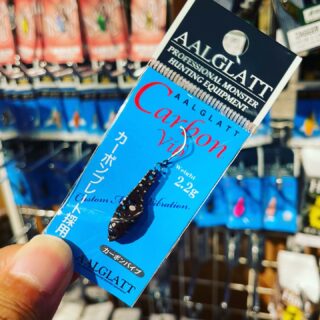 AALGLATT
PROFESSIONAL MONSTER
HUNTING EQUIPMENT
AALGLATT
Carbon
Vib
Weight
2.2g
カーボンプレート採用
AALGLATT
カーボンバイブ